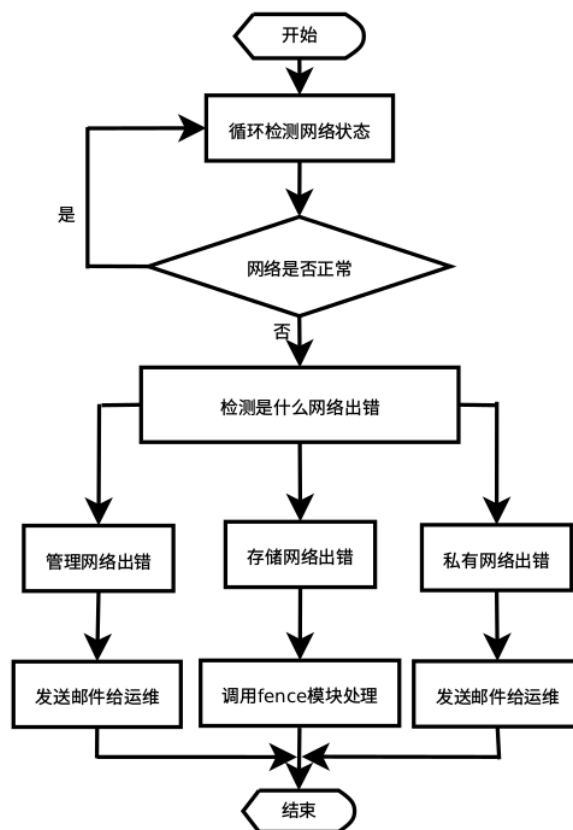 开始
循环检测网络状态
是
网络是否正常
否
检测是什么网络出错
管理网络出错
存储网络出错
私有网络出错
发送邮件给运维
调用fence模块处理
发送邮件给运维
结束